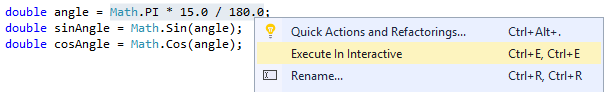 double angle = Math.PI * 15.0 / 180.0;
double sinAngle = Math.Sin(angle);
double cosAngle = Math.Cos(angle);
Quick Actions and Refactorings... Ctrl+Alt+.
Execute In Interactive Ctrl+E, Ctrl+E
Rename... Ctrl+R, Ctrl+R